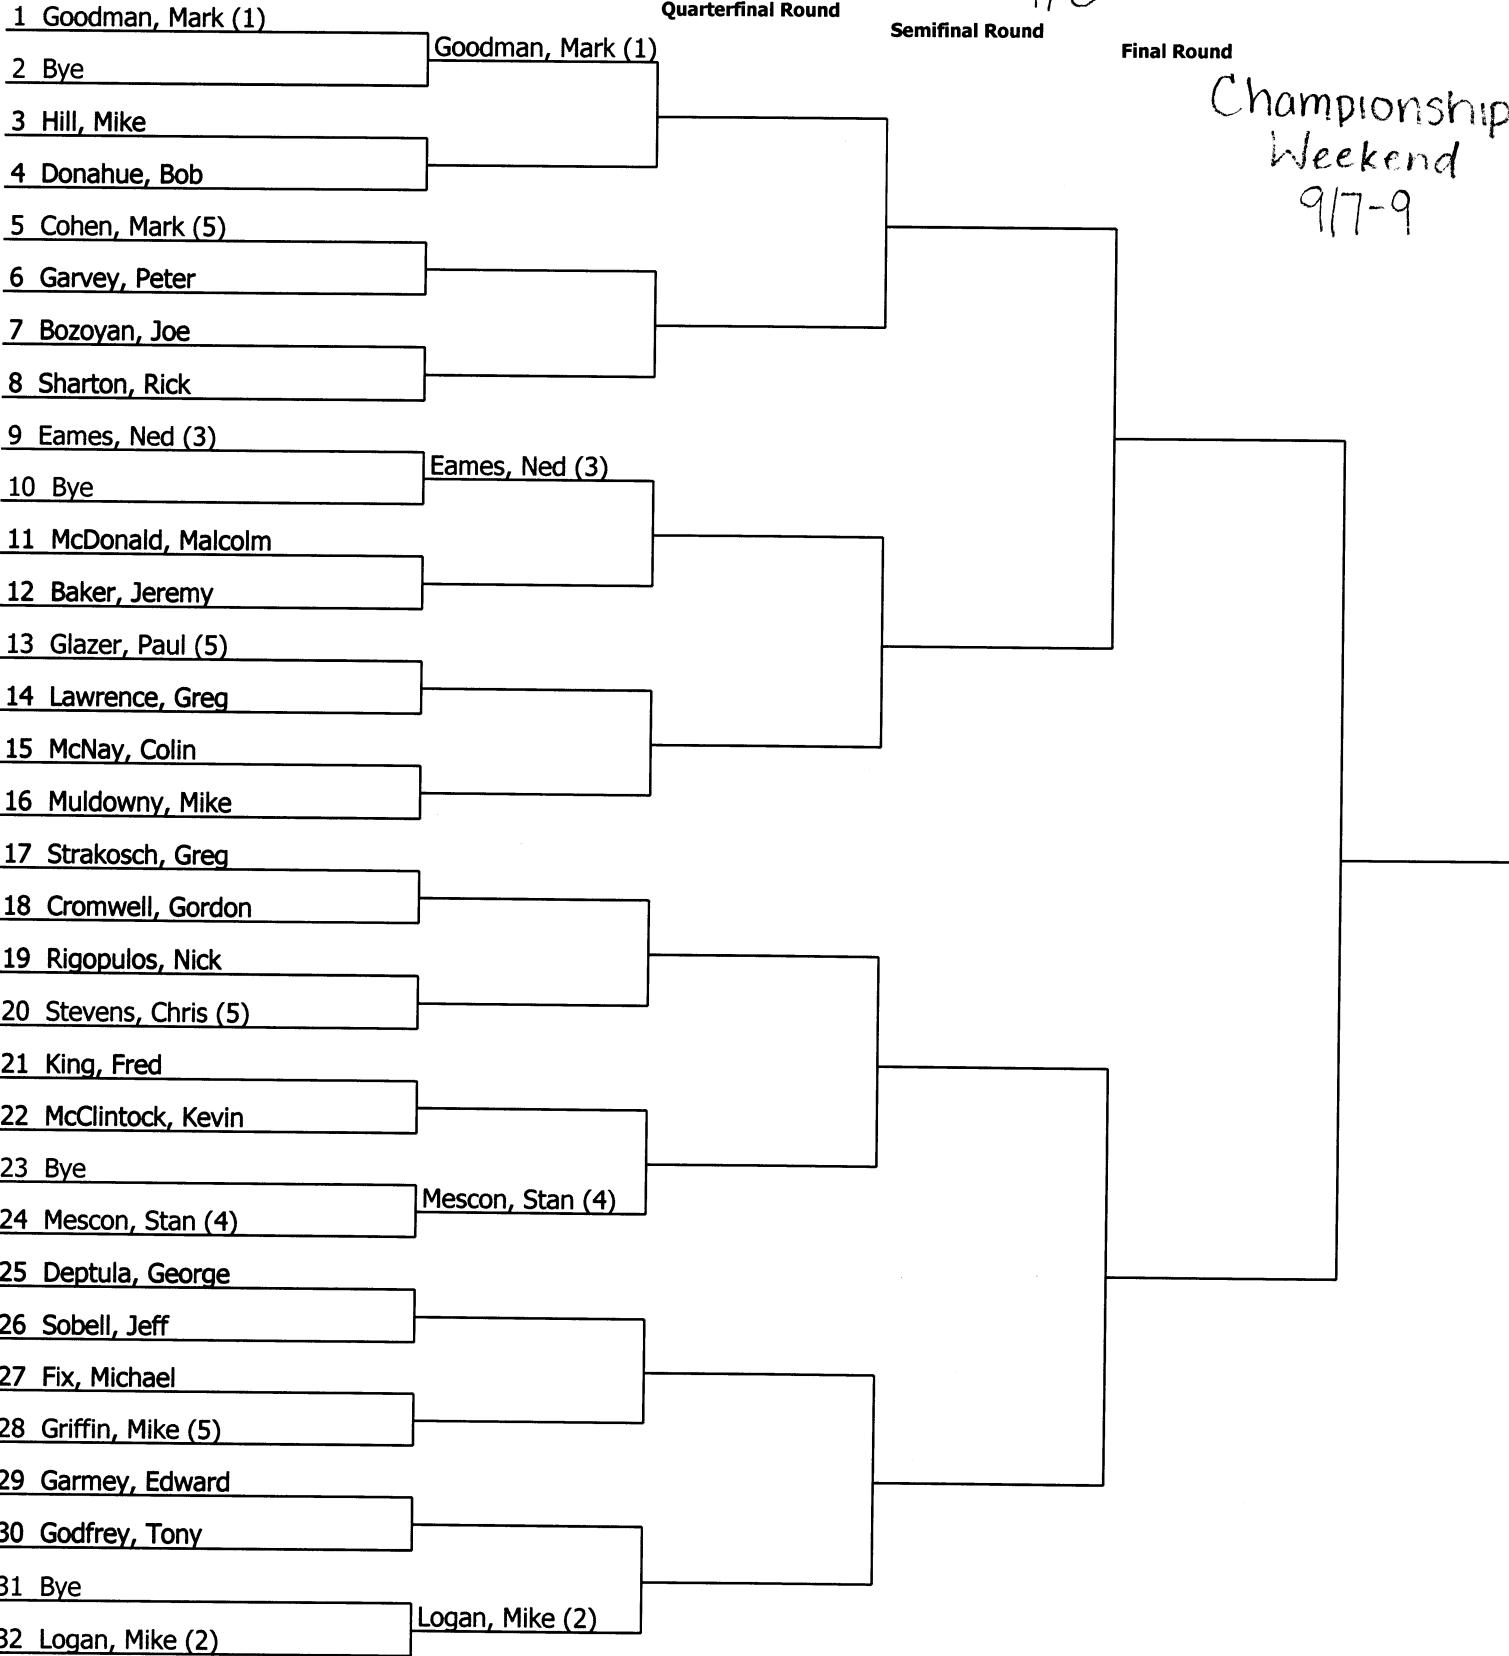 Quarterfinal Round
Semifinal Round
Final Round
Championship
Weekend
9/7-9
1 Goodman, Mark (1)
Goodman, Mark (1)
2 Bye
3 Hill, Mike
4 Donahue, Bob
5 Cohen, Mark (5)
6 Garvey, Peter
7 Bozoyan, Joe
8 Sharton, Rick
9 Eames, Ned (3)
Eames, Ned (3)
10 Bye
11 McDonald, Malcolm
12 Baker, Jeremy
13 Glazer, Paul (5)
14 Lawrence, Greg
15 McNay, Colin
16 Muldowny, Mike
17 Strakosch, Greg
18 Cromwell, Gordon
19 Rigopulos, Nick
20 Stevens, Chris (5)
21 King, Fred
22 McClintock, Kevin
23 Bye
Mescon, Stan (4)
24 Mescon, Stan (4)
25 Deptula, George
26 Sobell, Jeff
27 Fix, Michael
28 Griffin, Mike (5)
29 Garmey, Edward
30 Godfrey, Tony
31 Bye
Logan, Mike (2)
32 Logan, Mike (2)